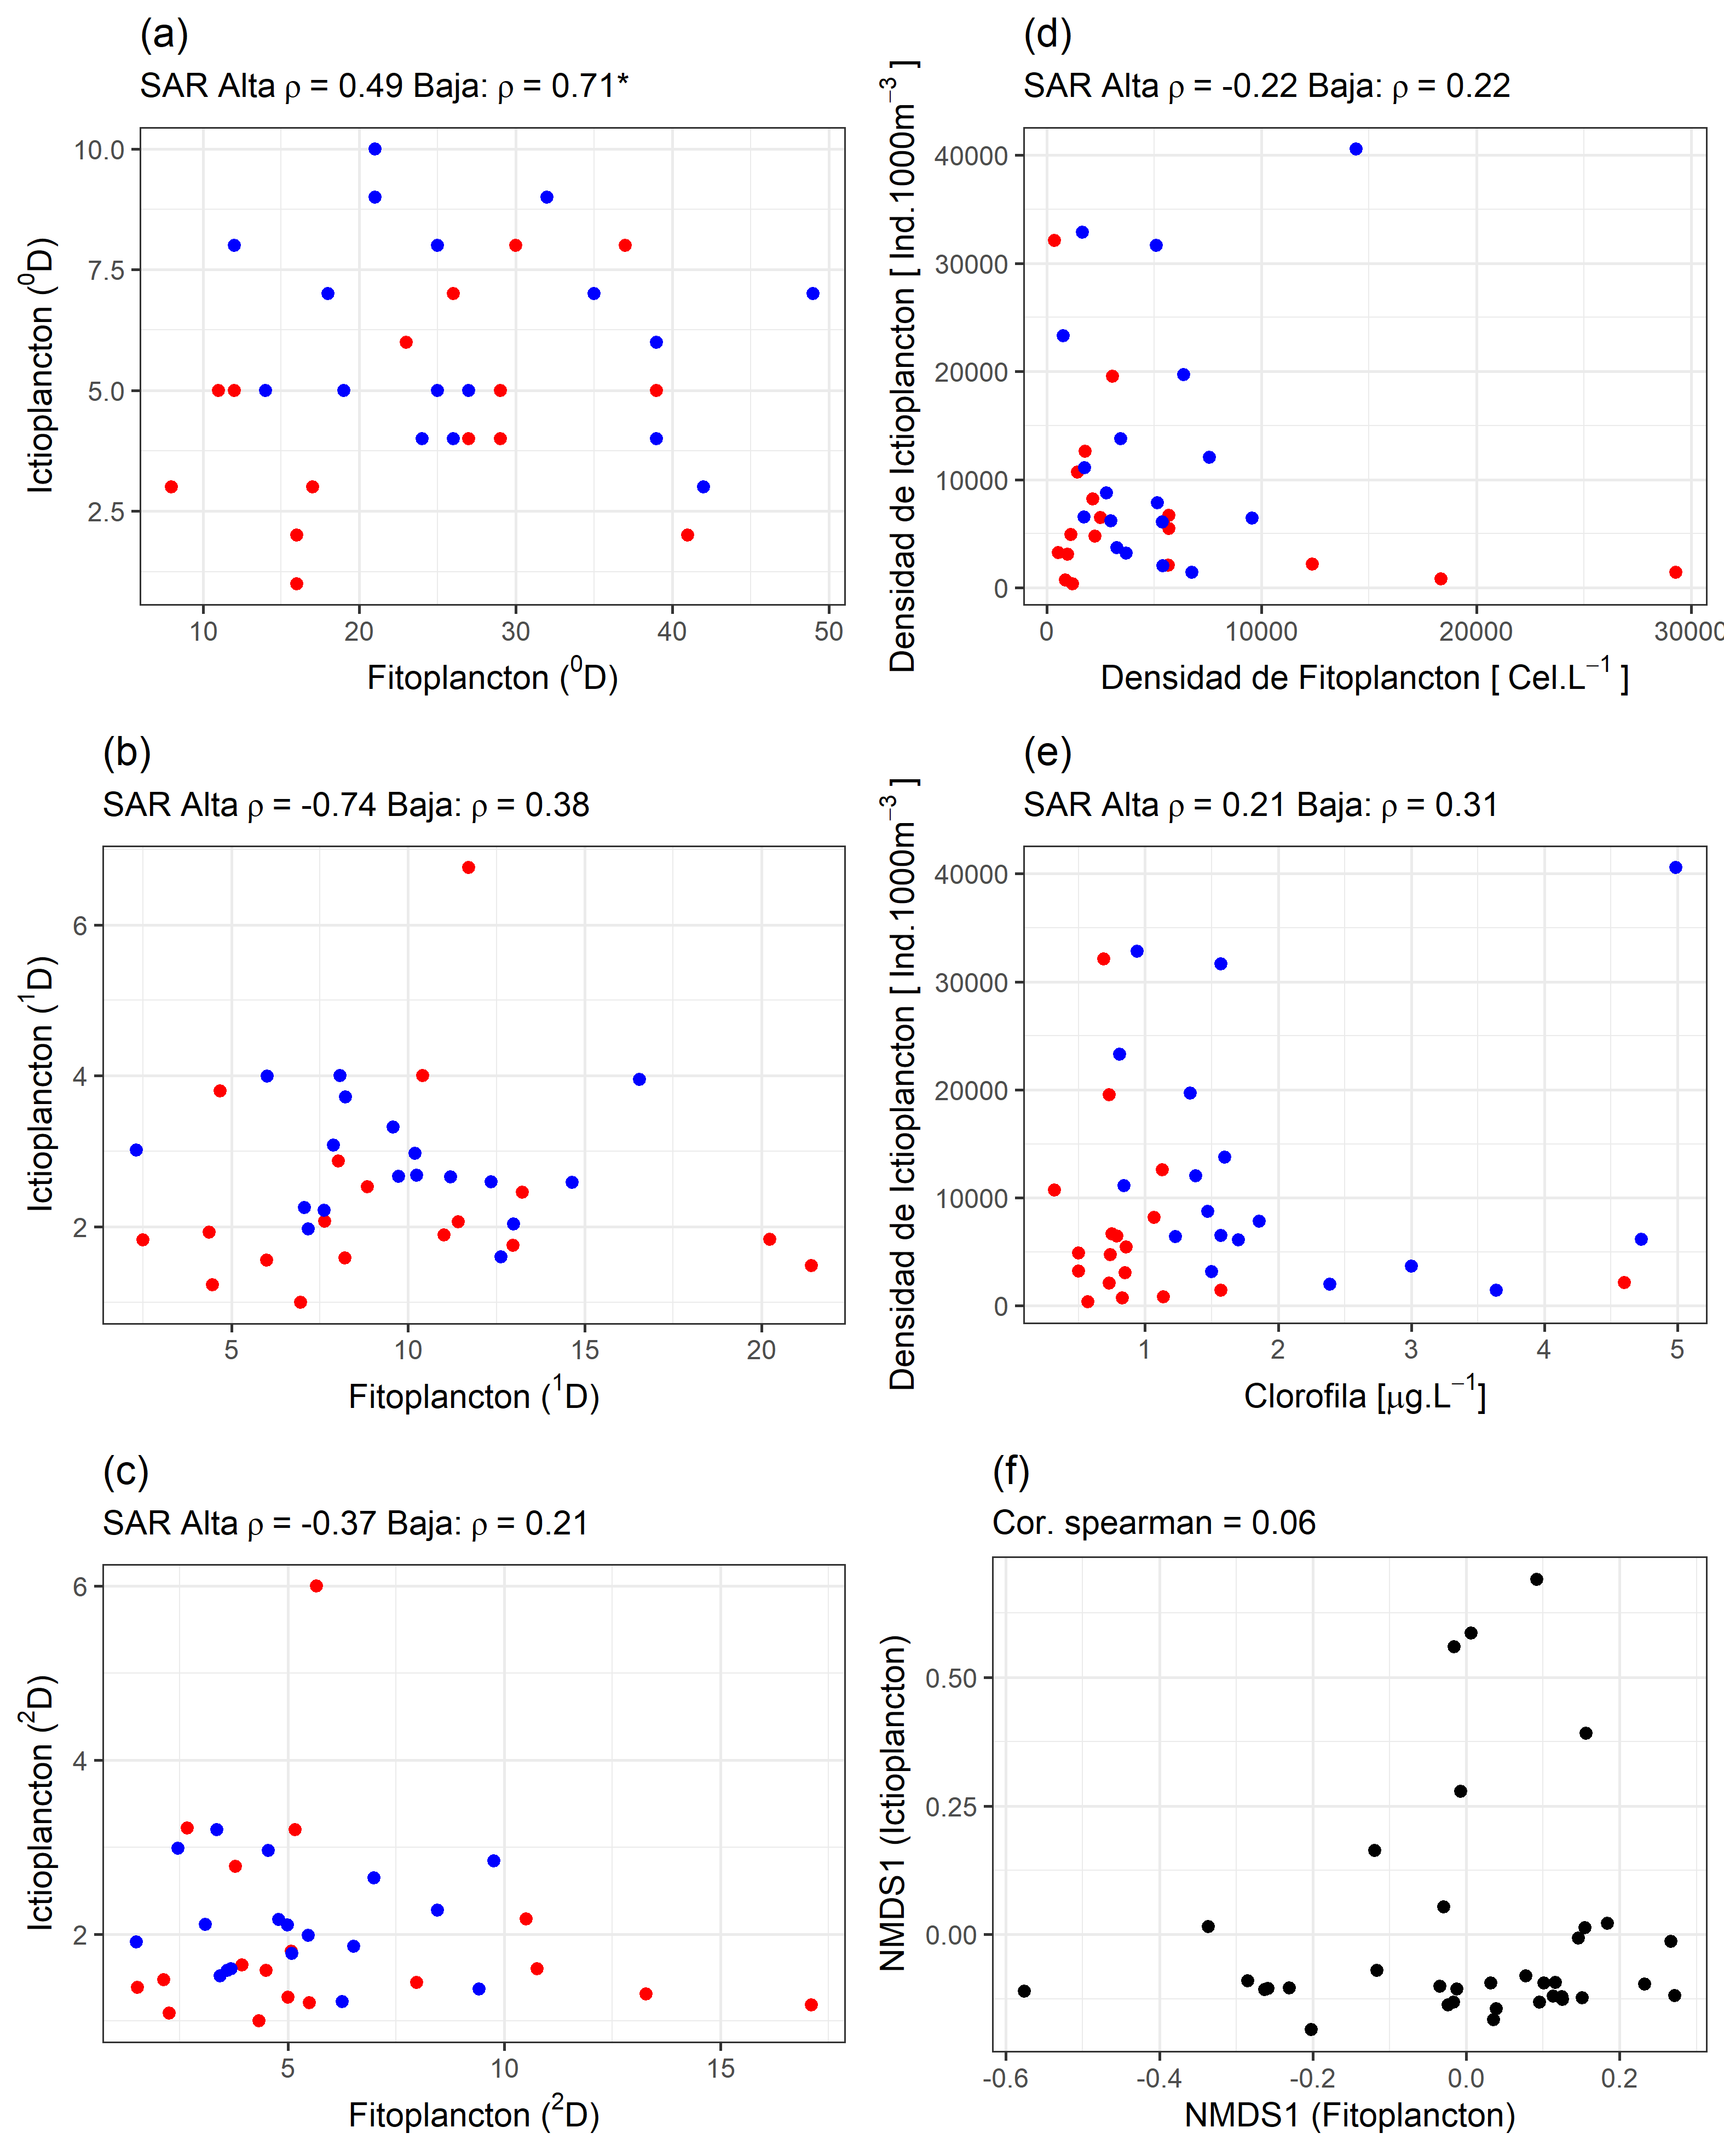 (a)
SAR Alta ρ = 0.49 Baja: ρ = 0.71*
Ictioplancton (⁰D)
10.0
7.5
5.0
2.5
10 20 30 40 50
Fitoplancton (⁰D)
(d)
SAR Alta ρ = -0.22 Baja: ρ = 0.22
Densidad de Ictioplancton [ Ind.1000m⁻³ ]
40000
30000
20000
10000
0
0 10000 20000 30000
Densidad de Fitoplancton [ Cel.L⁻¹ ]
(b)
SAR Alta ρ = -0.74 Baja: ρ = 0.38
Ictioplancton (¹D)
6
4
2
5 10 15 20
Fitoplancton (¹D)
(e)
SAR Alta ρ = 0.21 Baja: ρ = 0.31
Densidad de Ictioplancton [ Ind.1000m⁻³ ]
40000
30000
20000
10000
0
1 2 3 4 5
Clorofila [μg.L⁻¹]
(c)
SAR Alta ρ = -0.37 Baja: ρ = 0.21
Ictioplancton (²D)
6
4
2
5 10 15
Fitoplancton (²D)
(f)
Cor. spearman = 0.06
NMDS1 (Ictioplancton)
0.50
0.25
0.00
-0.6 -0.4 -0.2 0.0 0.2
NMDS1 (Fitoplancton)